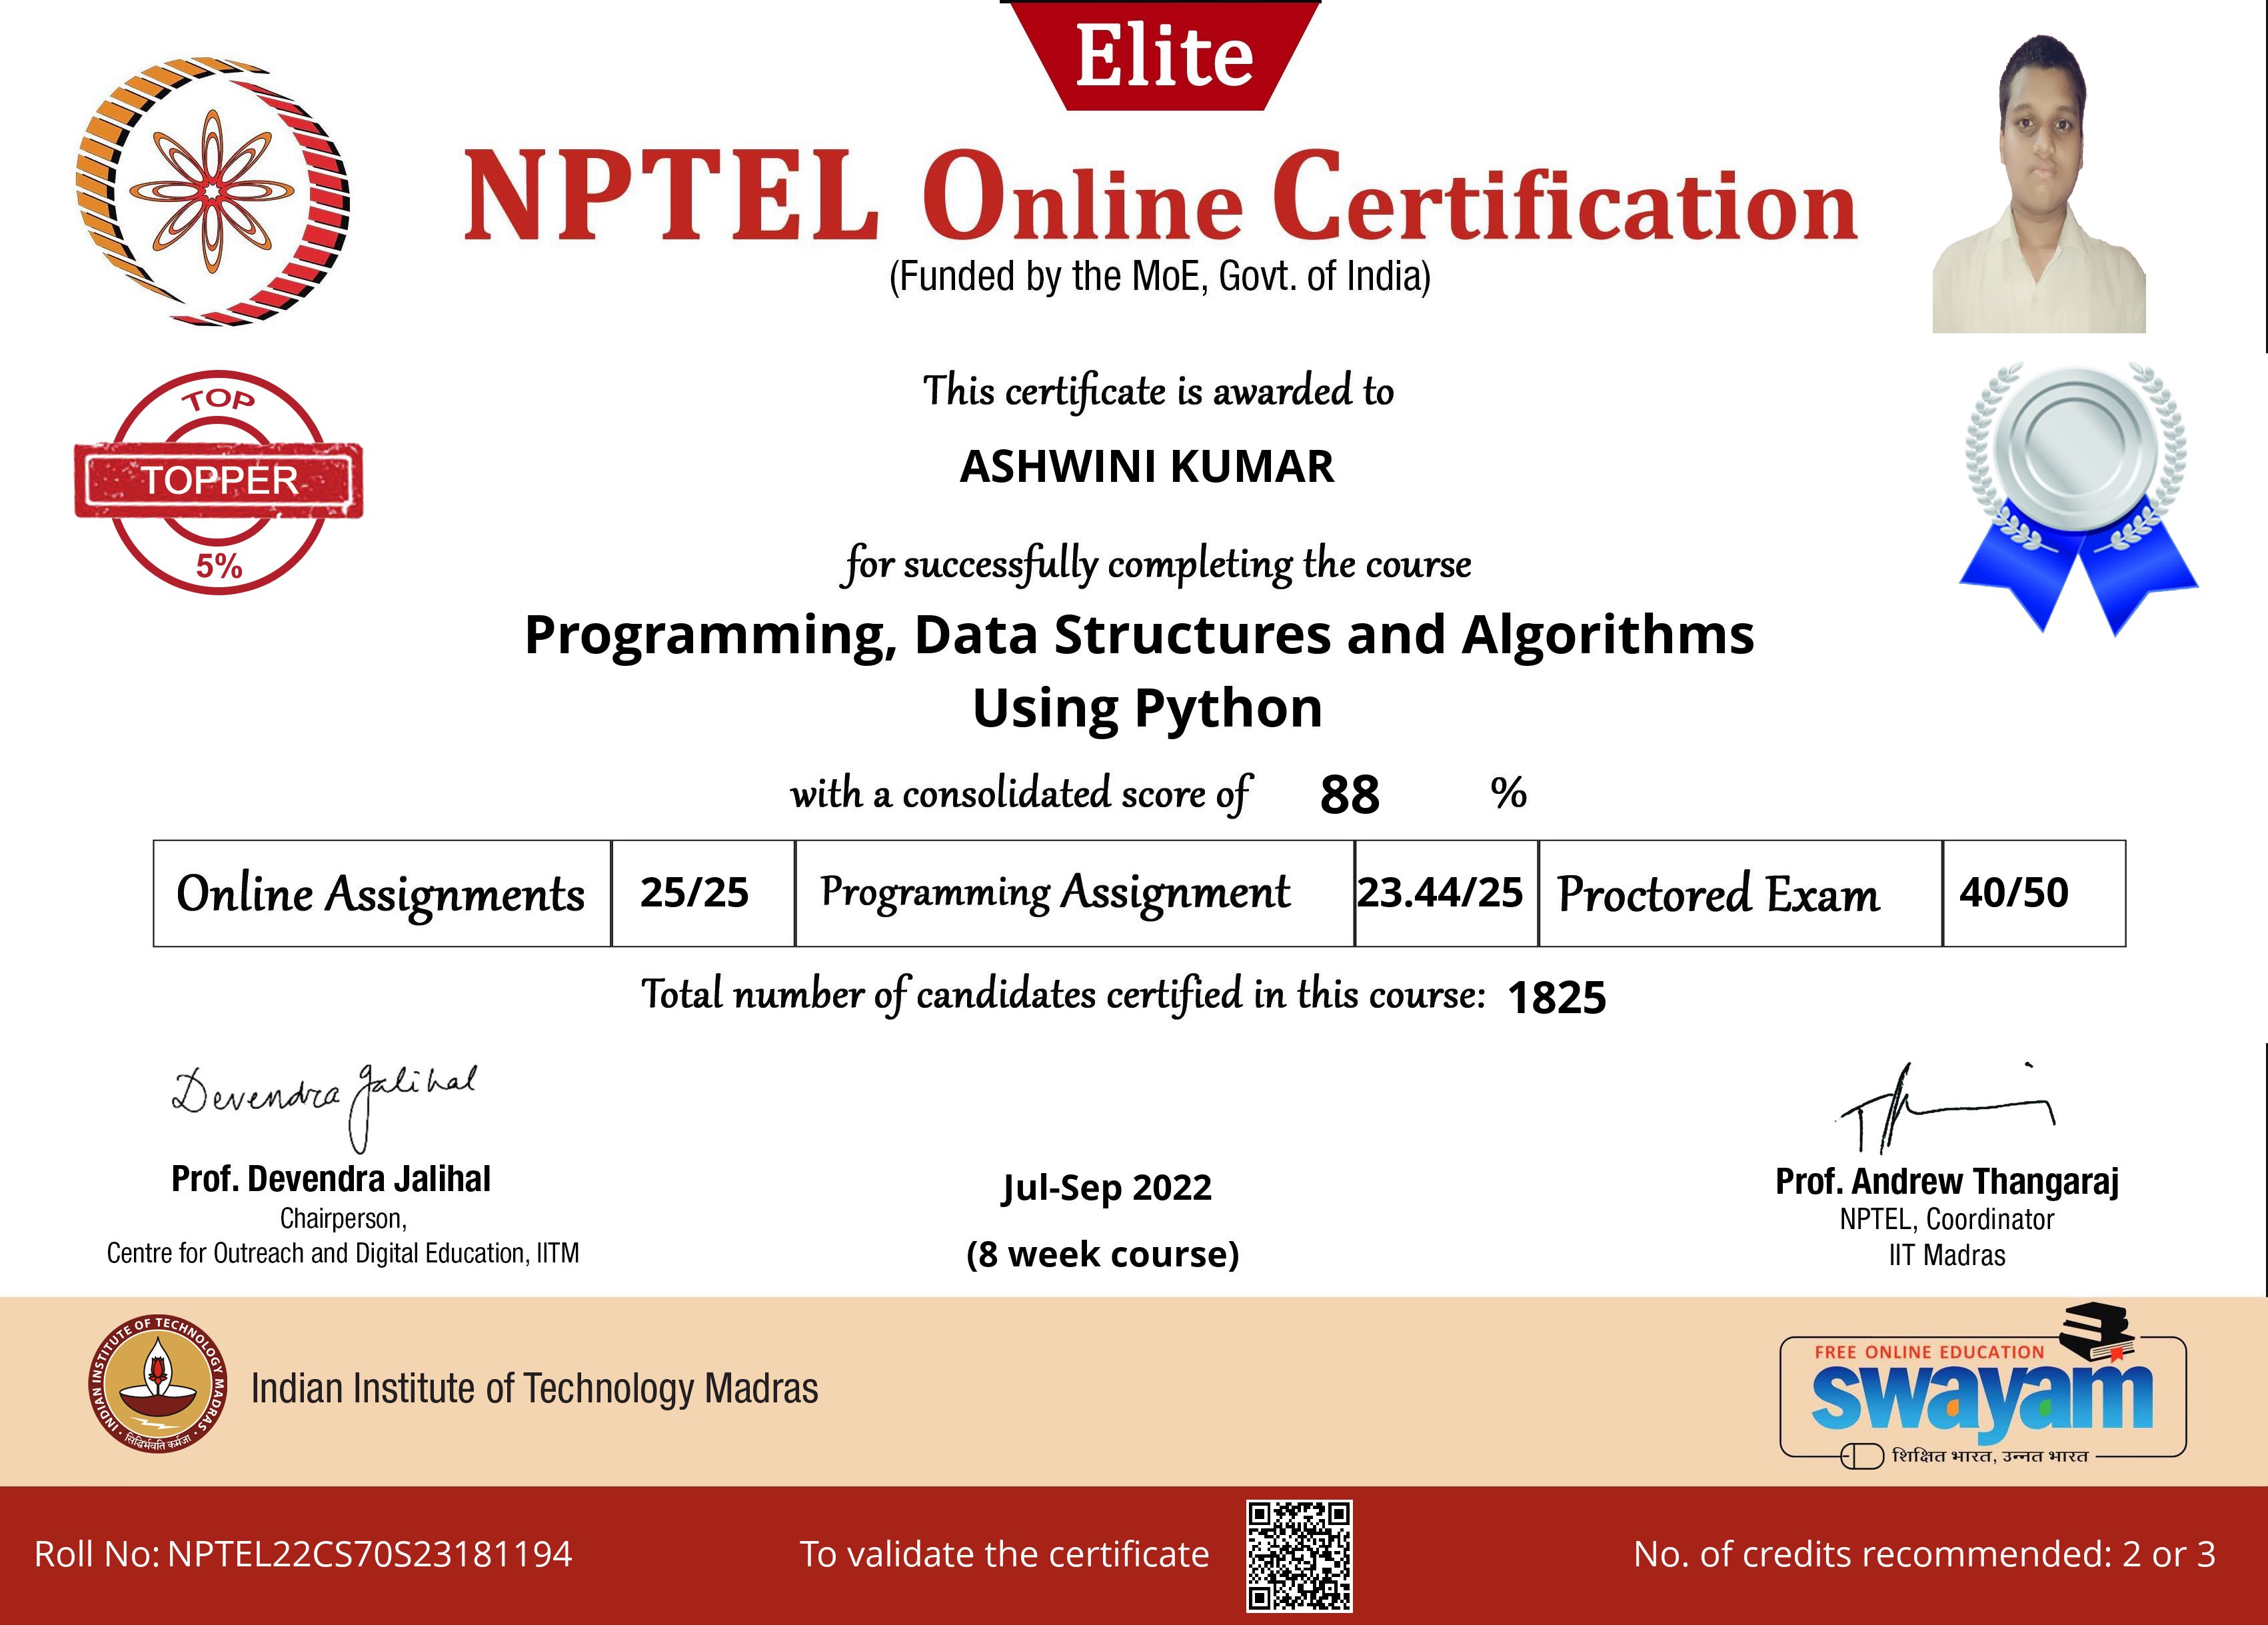 Elite
NPTEL Online Certification
(Funded by the MoE, Govt. of India)
TOP
TOPPER
5%
This certificate is awarded to
ASHWINI KUMAR
for successfully completing the course
Programming, Data Structures and Algorithms
Using Python
with a consolidated score of 88 %
Online Assignments 25/25 Programming Assignment 23.44/25 Proctored Exam 40/50
Total number of candidates certified in this course: 1825
Devendra Jalihal
Prof. Devendra Jalihal
Chairperson,
Centre for Outreach and Digital Education, IITM
Jul-Sep 2022
(8 week course)
Prof. Andrew Thangaraj
NPTEL, Coordinator
IIT Madras
INDIAN INSTITUTE OF TECHNOLOGY MADRAS
सिद्धिर्भवति कर्मजा
Indian Institute of Technology Madras
FREE ONLINE EDUCATION
swayam
शिक्षित भारत, उन्नत भारत
Roll No: NPTEL22CS70S23181194
To validate the certificate
No. of credits recommended: 2 or 3